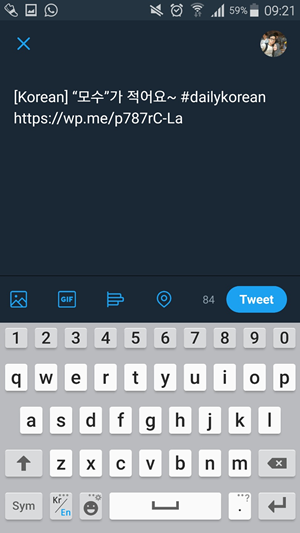 59% 09:21
[Korean] “모수”가 적어요~ #dailykorean
https://wp.me/p787rC-La
GIF 84 Tweet
1 2 3 4 5 6 7 8 9 0
q w e r t y u i o p
a s d f g h j k l
z x c v b n m
Sym Kr/En . ?